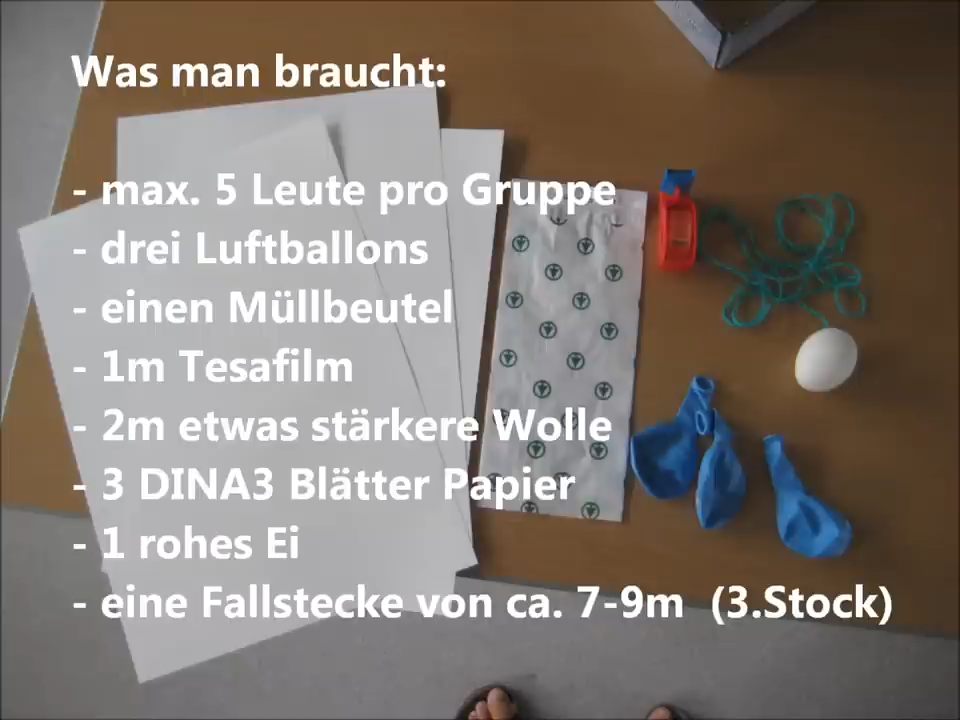 Was man braucht:
- max. 5 Leute pro Gruppe
- drei Luftballons
- einen Müllbeutel
- 1m Tesafilm
- 2m etwas stärkere Wolle
- 3 DINA3 Blätter Papier
- 1 rohes Ei
- eine Fallstecke von ca. 7-9m (3.Stock)